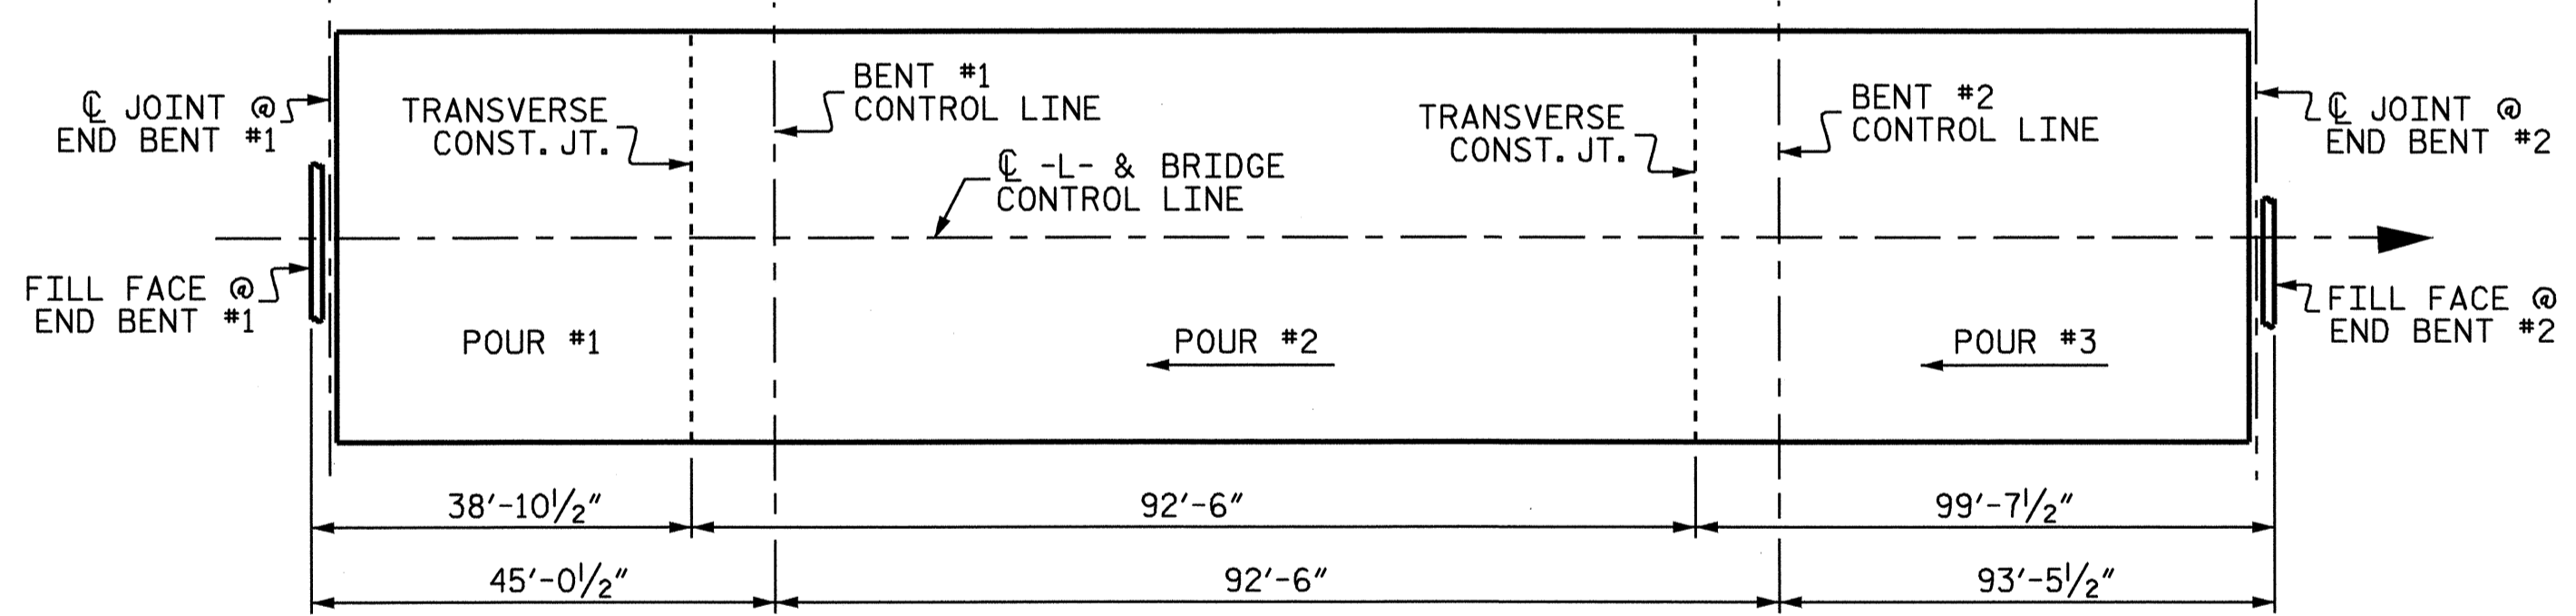 ℄ JOINT @
END BENT #1
TRANSVERSE
CONST. JT.
BENT #1
CONTROL LINE
℄ -L- & BRIDGE
CONTROL LINE
TRANSVERSE
CONST. JT.
BENT #2
CONTROL LINE
℄ JOINT @
END BENT #2
FILL FACE @
END BENT #1
FILL FACE @
END BENT #2
POUR #1
POUR #2
POUR #3
38'-10½"
92'-6"
99'-7½"
45'-0½"
92'-6"
93'-5½"